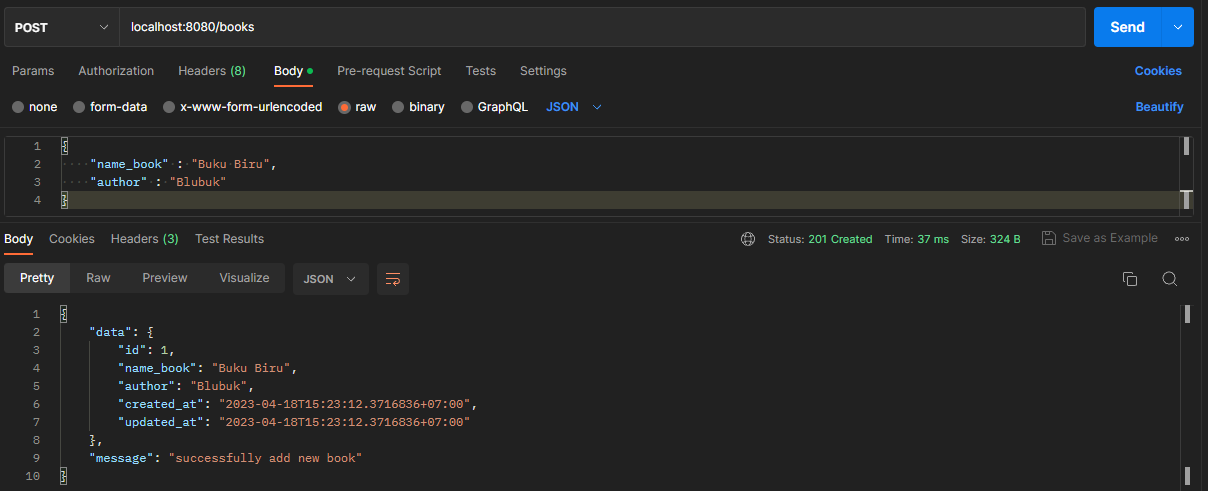 POST localhost:8080/books Send
Params Authorization Headers (8) Body Pre-request Script Tests Settings Cookies
none form-data x-www-form-urlencoded raw binary GraphQL JSON Beautify
1 {
2 "name_book" : "Buku Biru",
3 "author" : "Blubuk"
4 }
Body Cookies Headers (3) Test Results Status: 201 Created Time: 37 ms Size: 324 B Save as Example
Pretty Raw Preview Visualize JSON
1 {
2 "data": {
3 "id": 1,
4 "name_book": "Buku Biru",
5 "author": "Blubuk",
6 "created_at": "2023-04-18T15:23:12.3716836+07:00",
7 "updated_at": "2023-04-18T15:23:12.3716836+07:00"
8 },
9 "message": "successfully add new book"
10 }